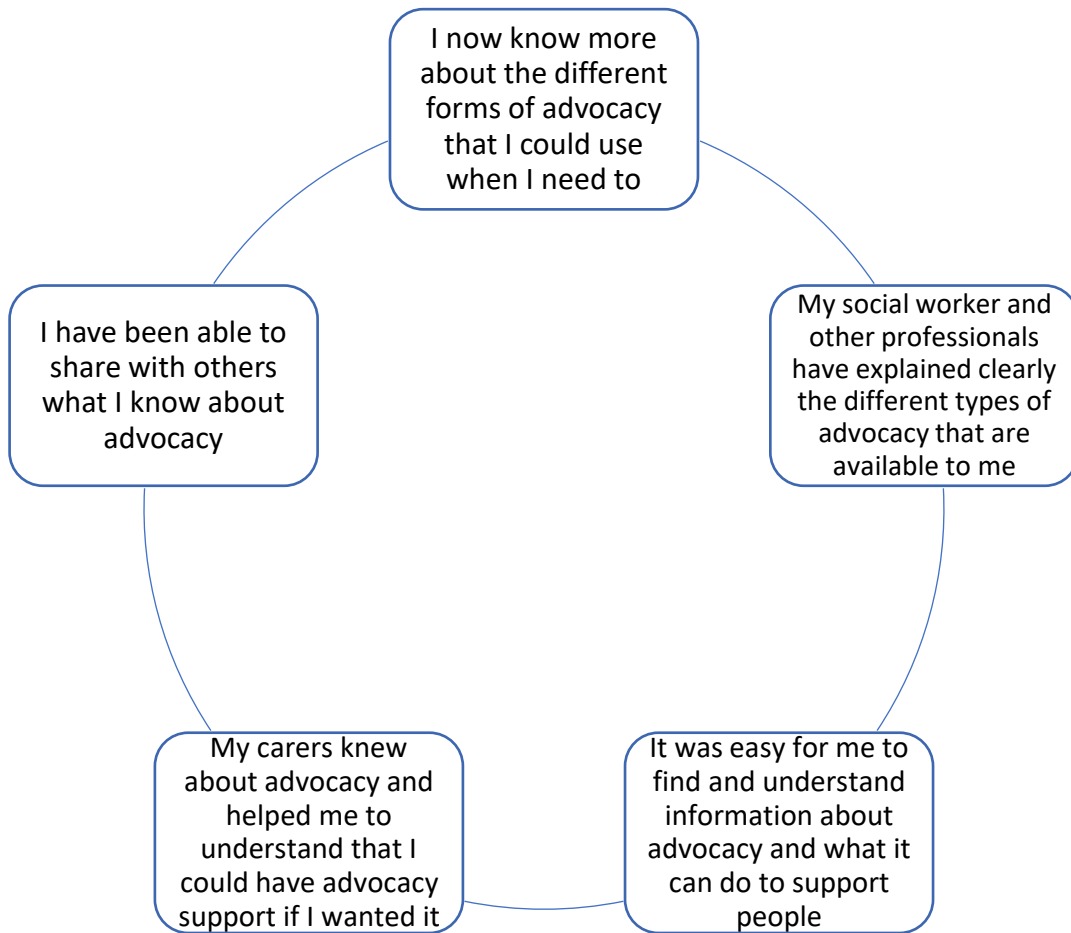 I now know more
about the different
forms of advocacy
that I could use
when I need to
My social worker and
other professionals
have explained clearly
the different types of
advocacy that are
available to me
It was easy for me to
find and understand
information about
advocacy and what it
can do to support
people
My carers knew
about advocacy and
helped me to
understand that I
could have advocacy
support if I wanted it
I have been able to
share with others
what I know about
advocacy